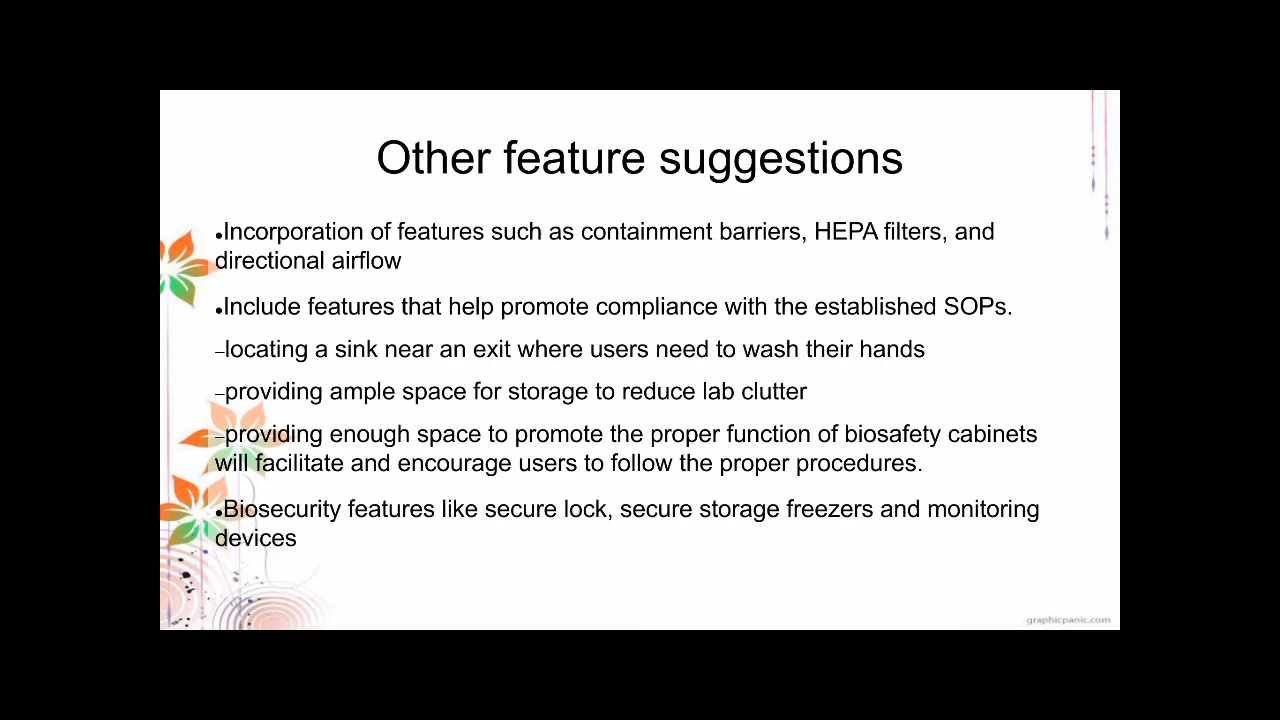 Other feature suggestions
•Incorporation of features such as containment barriers, HEPA filters, and
directional airflow
•Include features that help promote compliance with the established SOPs.
–locating a sink near an exit where users need to wash their hands
–providing ample space for storage to reduce lab clutter
–providing enough space to promote the proper function of biosafety cabinets
will facilitate and encourage users to follow the proper procedures.
•Biosecurity features like secure lock, secure storage freezers and monitoring
devices
graphicpanic.com